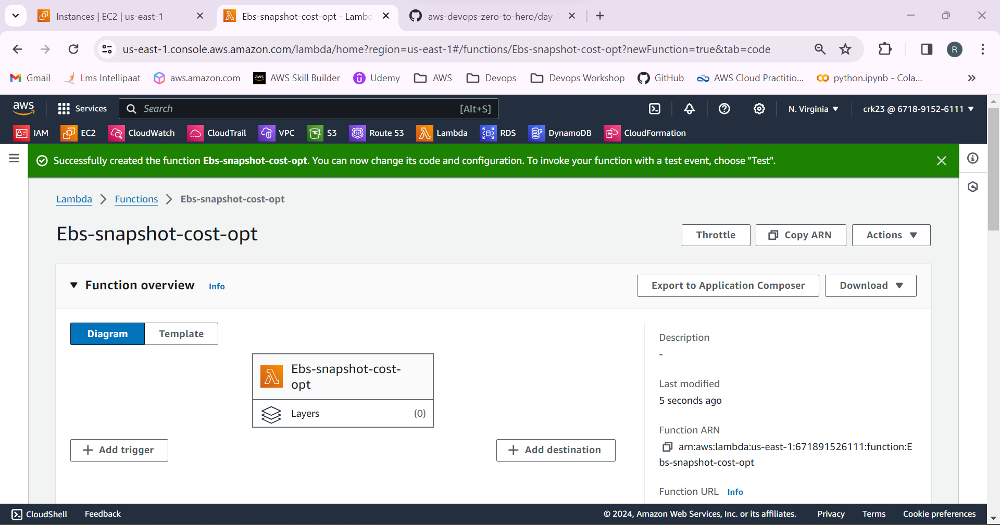 Instances | EC2 | us-east-1
Ebs-snapshot-cost-opt - Lambd
aws-devops-zero-to-hero/day-
us-east-1.console.aws.amazon.com/lambda/home?region=us-east-1#/functions/Ebs-snapshot-cost-opt?newFunction=true&tab=code
R
Gmail
Lms Intellipaat
aws.amazon.com
aws
AWS Skill Builder
Udemy
AWS
Devops
Devops Workshop
GitHub
AWS Cloud Practitio...
python.ipynb - Cola...
aws
Services
Search
[Alt+S]
N. Virginia
crk23 @ 6718-9152-6111
IAM
EC2
CloudWatch
CloudTrail
VPC
S3
53
Route 53
Lambda
RDS
DynamoDB
CloudFormation
Successfully created the function Ebs-snapshot-cost-opt. You can now change its code and configuration. To invoke your function with a test event, choose "Test".
Lambda
Functions
Ebs-snapshot-cost-opt
Ebs-snapshot-cost-opt
Throttle
Copy ARN
Actions
Function overview
Info
Export to Application Composer
Download
Diagram
Template
Ebs-snapshot-cost-
opt
Layers
(0)
Add trigger
Add destination
Description
-
Last modified
5 seconds ago
Function ARN
arn:aws:lambda:us-east-1:671891526111:function:E
bs-snapshot-cost-opt
Function URL
Info
CloudShell
Feedback
© 2024, Amazon Web Services, Inc. or its affiliates.
Privacy
Terms
Cookie preferences